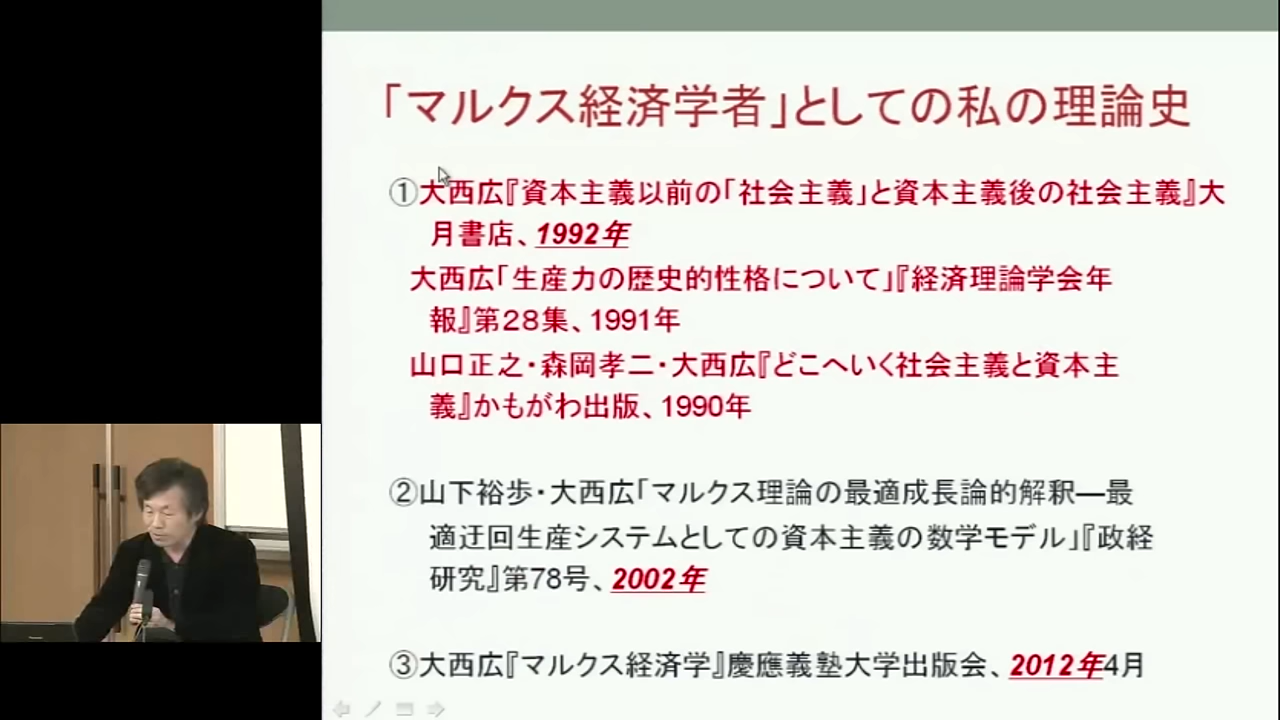 「マルクス経済学者」としての私の理論史
①大西広『資本主義以前の「社会主義」と資本主義後の社会主義』大
月書店、1992年
大西広「生産力の歴史的性格について」『経済理論学会年
報』第２８集、1991年
山口正之・森岡孝二・大西広『どこへいく社会主義と資本主
義』かもがわ出版、1990年
②山下裕歩・大西広「マルクス理論の最適成長論的解釈―最
適迂回生産システムとしての資本主義の数学モデル」『政経
研究』第78号、2002年
③大西広『マルクス経済学』慶應義塾大学出版会、2012年4月